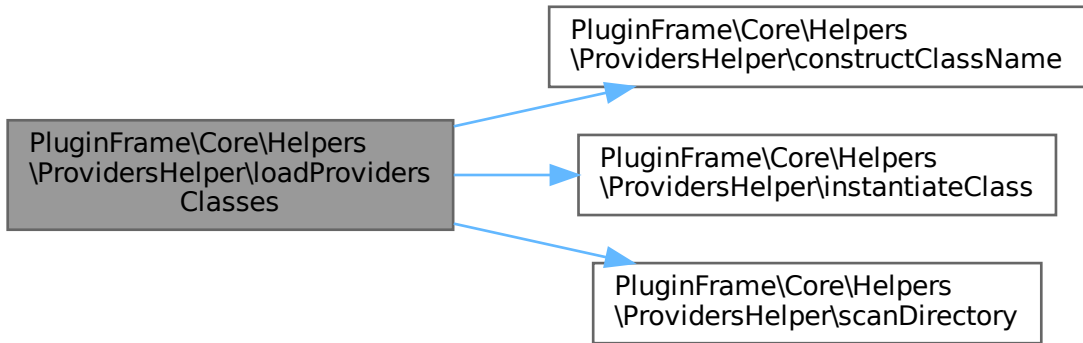 PluginFrame\Core\Helpers
\ProvidersHelper\constructClassName
PluginFrame\Core\Helpers
\ProvidersHelper\loadProviders
Classes
PluginFrame\Core\Helpers
\ProvidersHelper\instantiateClass
PluginFrame\Core\Helpers
\ProvidersHelper\scanDirectory